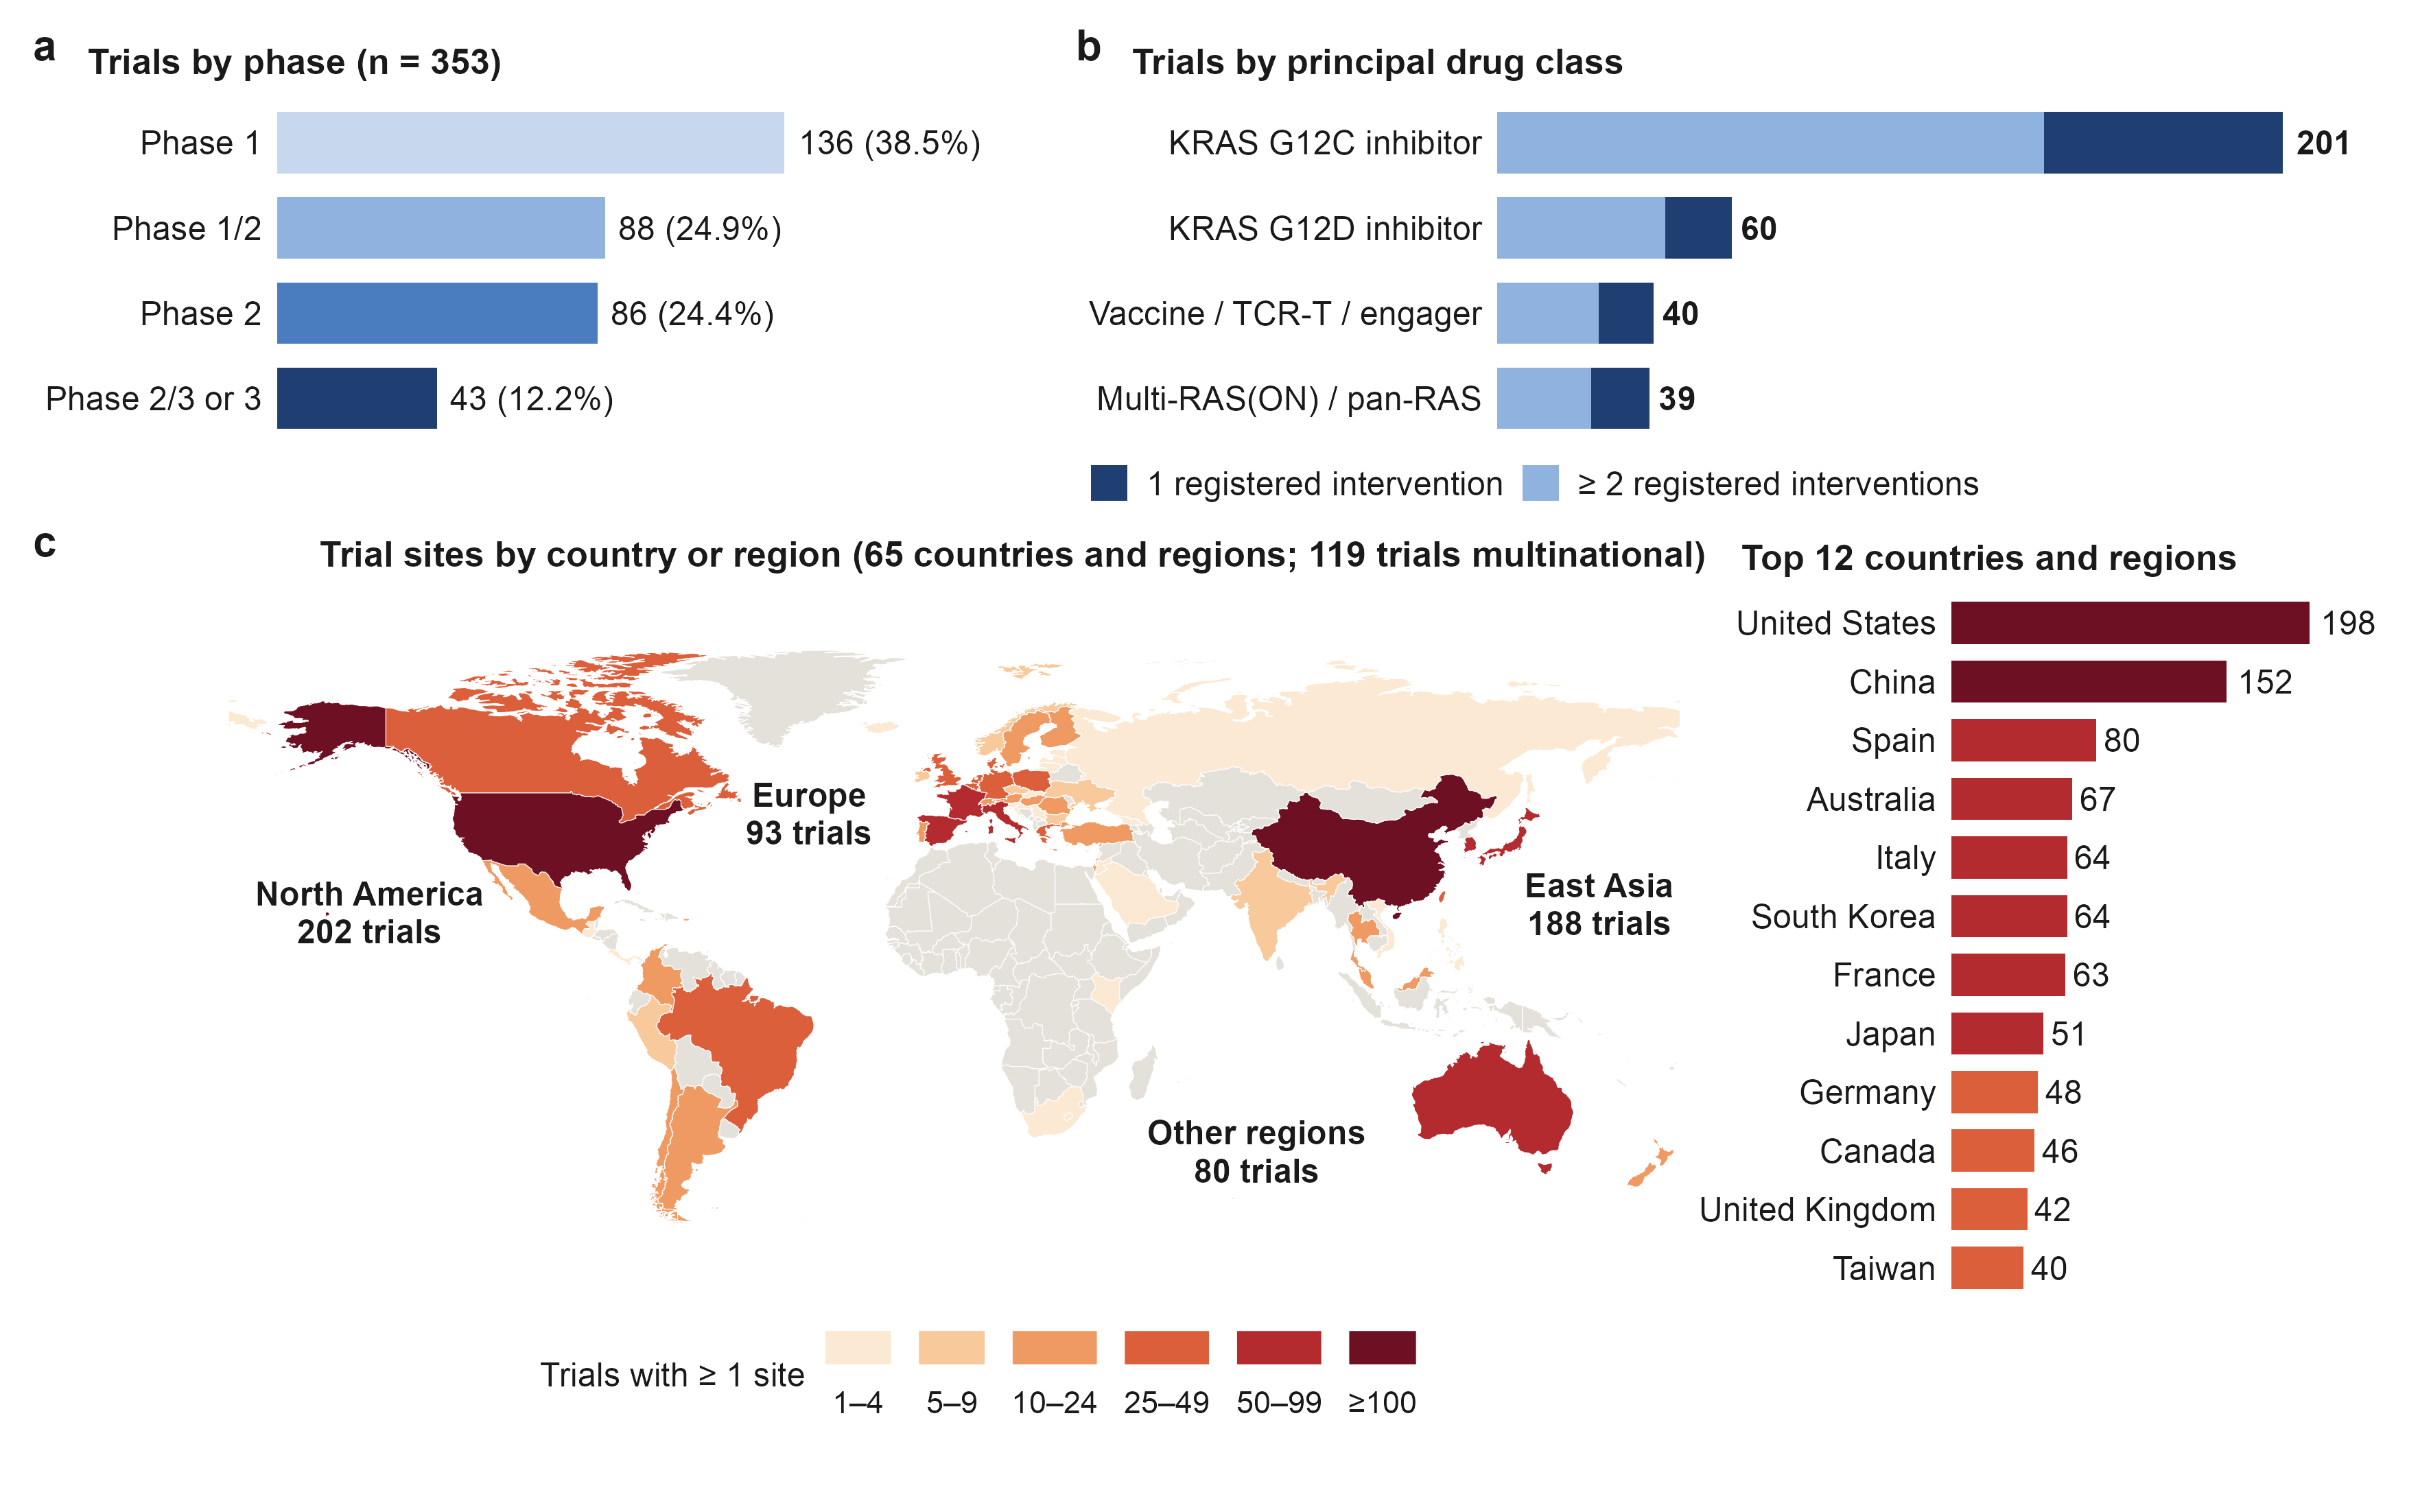 a
Trials by phase (n = 353)
Phase 1
136 (38.5%)
Phase 1/2
88 (24.9%)
Phase 2
86 (24.4%)
Phase 2/3 or 3
43 (12.2%)
b
Trials by principal drug class
KRAS G12C inhibitor
201
KRAS G12D inhibitor
60
Vaccine / TCR-T / engager
40
Multi-RAS(ON) / pan-RAS
39
1 registered intervention
≥ 2 registered interventions
c
Trial sites by country or region (65 countries and regions; 119 trials multinational)
Europe
93 trials
North America
202 trials
East Asia
188 trials
Other regions
80 trials
Trials with ≥ 1 site
1–4
5–9
10–24
25–49
50–99
≥100
Top 12 countries and regions
United States
198
China
152
Spain
80
Australia
67
Italy
64
South Korea
64
France
63
Japan
51
Germany
48
Canada
46
United Kingdom
42
Taiwan
40